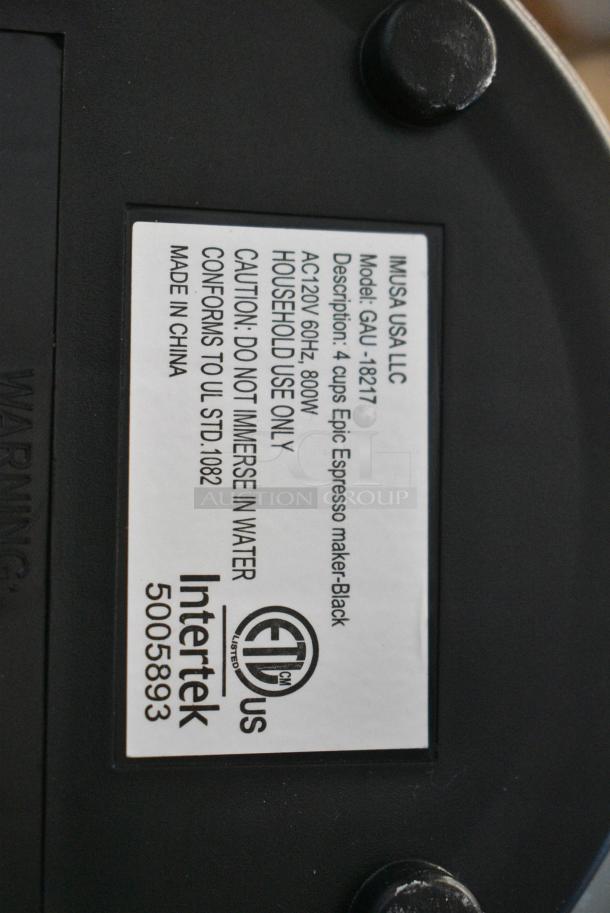 IMUSA USA LLC
Model: GAU -18217
Description: 4 cups Epic Espresso maker-Black
AC120V 60Hz, 800W
HOUSEHOLD USE ONLY
CAUTION: DO NOT IMMERSE IN WATER
CONFORMS TO UL STD.1082
MADE IN CHINA
ETL CM
LISTED
US
Intertek
5005893
PCI
AUCTION GROUP
WARNING: